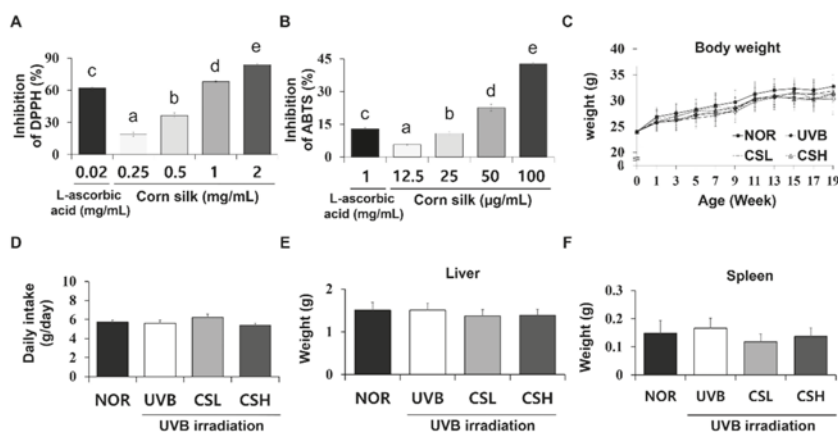 A
Inhibition of DPPH (%)
90
60
30
0
c
a
b
d
e
0.02 0.25 0.5 1 2
L-ascorbic acid (mg/mL)
Corn silk (mg/mL)
B
Inhibition of ABTS (%)
45
30
15
0
c
a
b
d
e
1 12.5 25 50 100
L-ascorbic acid (mg/mL)
Corn silk (μg/mL)
C
Body weight
weight (g)
40
35
30
25
20
0
NOR UVB
CSL CSH
0 1 3 5 7 9 11 13 15 17 19
Age (Week)
D
Daily intake (g/day)
10
8
6
4
2
0
NOR UVB CSL CSH
UVB irradiation
E
Liver
Weight (g)
2
1
0
NOR UVB CSL CSH
UVB irradiation
F
Spleen
Weight (g)
0.3
0.2
0.1
0
NOR UVB CSL CSH
UVB irradiation